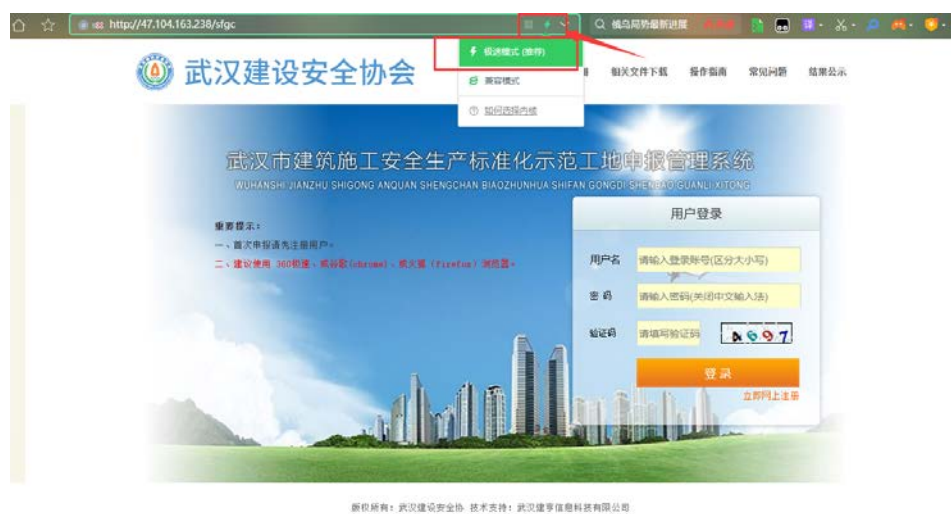 http://47.104.163.238/sfgc
极速模式 (推荐)
兼容模式
如何选择内核
武汉建设安全协会
相关文件下载 操作指南 常见问题 结果公示
武汉市建筑施工安全生产标准化示范工地申报管理系统
WUHANSHI JIANZHU SHIGONG ANQUAN SHENGCHAN BIAOZHUNHUA SHIFAN GONGDI SHENBAO GUANLI XITONG
重要提示:
一、首次申报请先注册用户。
二、建议使用 360极速、或谷歌(chrome)、或火狐 (firefox) 浏览器。
用户登录
用户名 请输入登录账号(区分大小写)
密 码 请输入密码(关闭中文输入法)
验证码 请填写验证码 4697
登 录
立即网上注册
版权所有: 武汉建设安全协 技术支持: 武汉建亨信息科技有限公司